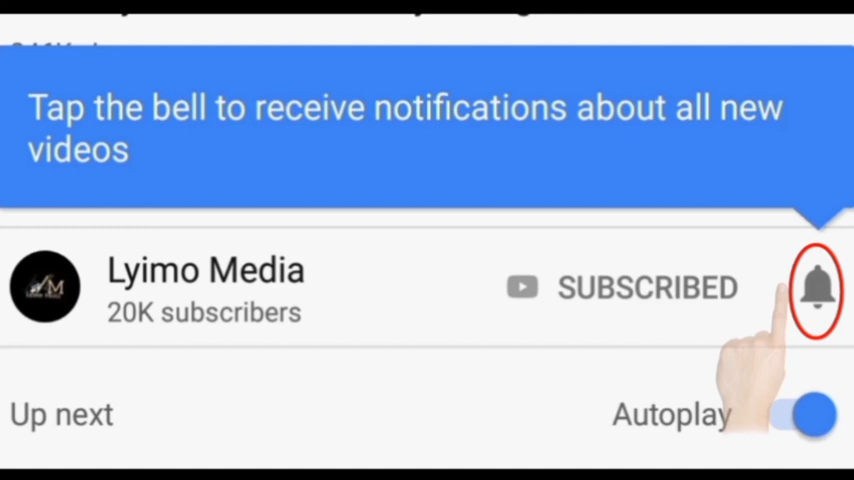 Tap the bell to receive notifications about all new
videos
Lyimo Media
20K subscribers
SUBSCRIBED
Up next
Autoplay